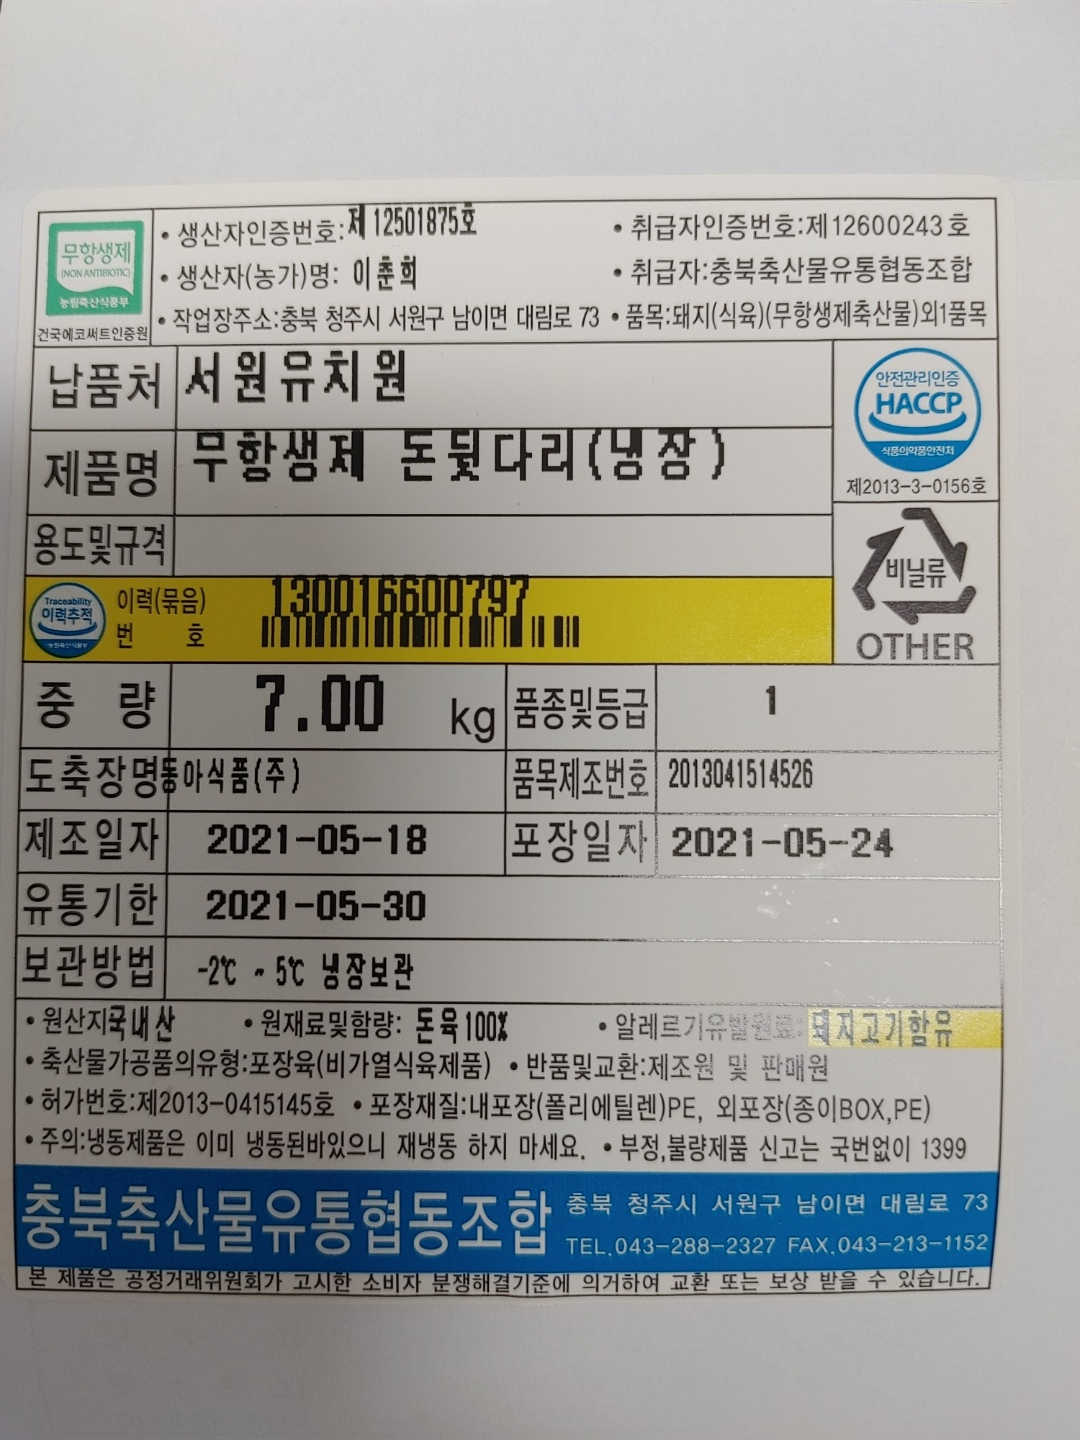 무항생제
(NON ANTIBIOTIC)
농림축산식품부
건국에코써트인증원
• 생산자인증번호: 제 12501875호
• 취급자인증번호:제12600243호
• 생산자(농가)명: 이춘희
• 취급자:충북축산물유통협동조합
• 작업장주소:충북 청주시 서원구 남이면 대림로 73
• 품목:돼지(식육)(무항생제축산물)외1품목
납품처 서원유치원
제품명 무항생제 돈뒷다리(냉장)
안전관리인증
HACCP
식품의약품안전처
제2013-3-0156호
용도및규격
비닐류
OTHER
Traceability
이력추적
농림축산식품부
이력(묶음)
번 호
130016600797
중 량 7.00 kg 품종및등급 1
도축장명 동아식품(주) 품목제조번호 2013041514526
제조일자 2021-05-18 포장일자 2021-05-24
유통기한 2021-05-30
보관방법 -2℃ ~ 5℃ 냉장보관
• 원산지국내산 • 원재료및함량: 돈육100% • 알레르기유발원료: 돼지고기함유
• 축산물가공품의유형:포장육(비가열식육제품) • 반품및교환:제조원 및 판매원
• 허가번호:제2013-0415145호 • 포장재질:내포장(폴리에틸렌)PE, 외포장(종이BOX,PE)
• 주의:냉동제품은 이미 냉동된바있으니 재냉동 하지 마세요. • 부정,불량제품 신고는 국번없이 1399
충북축산물유통협동조합
충북 청주시 서원구 남이면 대림로 73
TEL.043-288-2327 FAX.043-213-1152
본 제품은 공정거래위원회가 고시한 소비자 분쟁해결기준에 의거하여 교환 또는 보상 받을 수 있습니다.